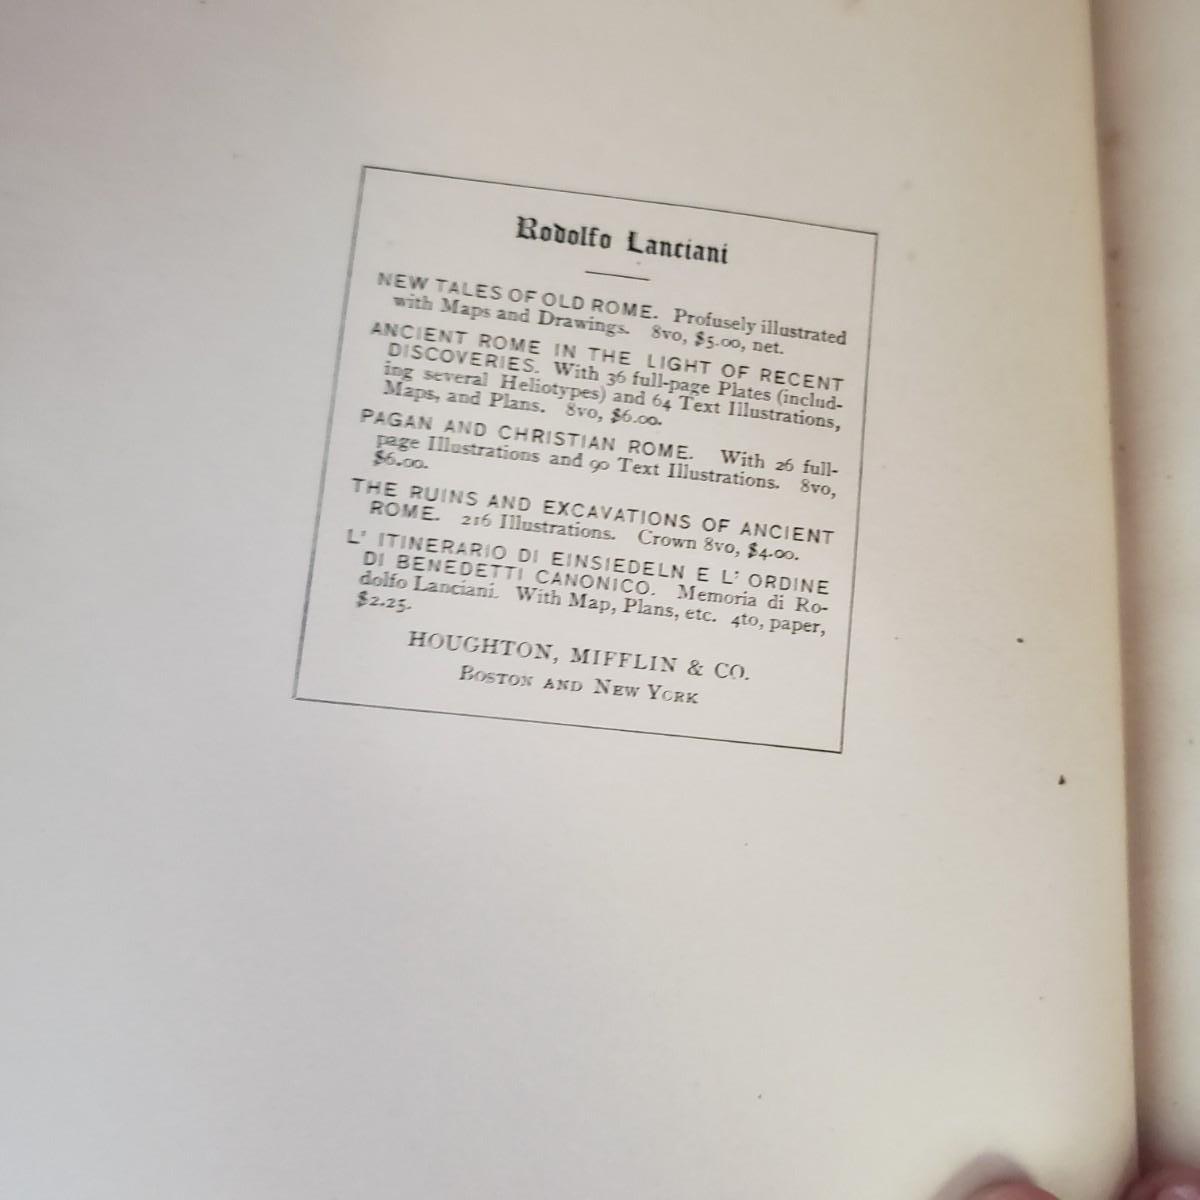 Rodolfo Lanciani
NEW TALES OF OLD ROME. Profusely illustrated
with Maps and Drawings. 8vo, $5.00, net.
ANCIENT ROME IN THE LIGHT OF RECENT
DISCOVERIES. With 36 full-page Plates (includ-
ing several Heliotypes) and 64 Text Illustrations,
Maps, and Plans. 8vo, $6.00.
PAGAN AND CHRISTIAN ROME. With 26 full-
page Illustrations and 90 Text Illustrations. 8vo,
$6.00.
THE RUINS AND EXCAVATIONS OF ANCIENT
ROME. 216 Illustrations. Crown 8vo, $4.00.
L' ITINERARIO DI EINSIEDELN E L' ORDINE
DI BENEDETTI CANONICO. Memoria di Ro-
dolfo Lanciani. With Map, Plans, etc. 4to, paper,
$2.25.
HOUGHTON, MIFFLIN & CO.
BOSTON AND NEW YORK